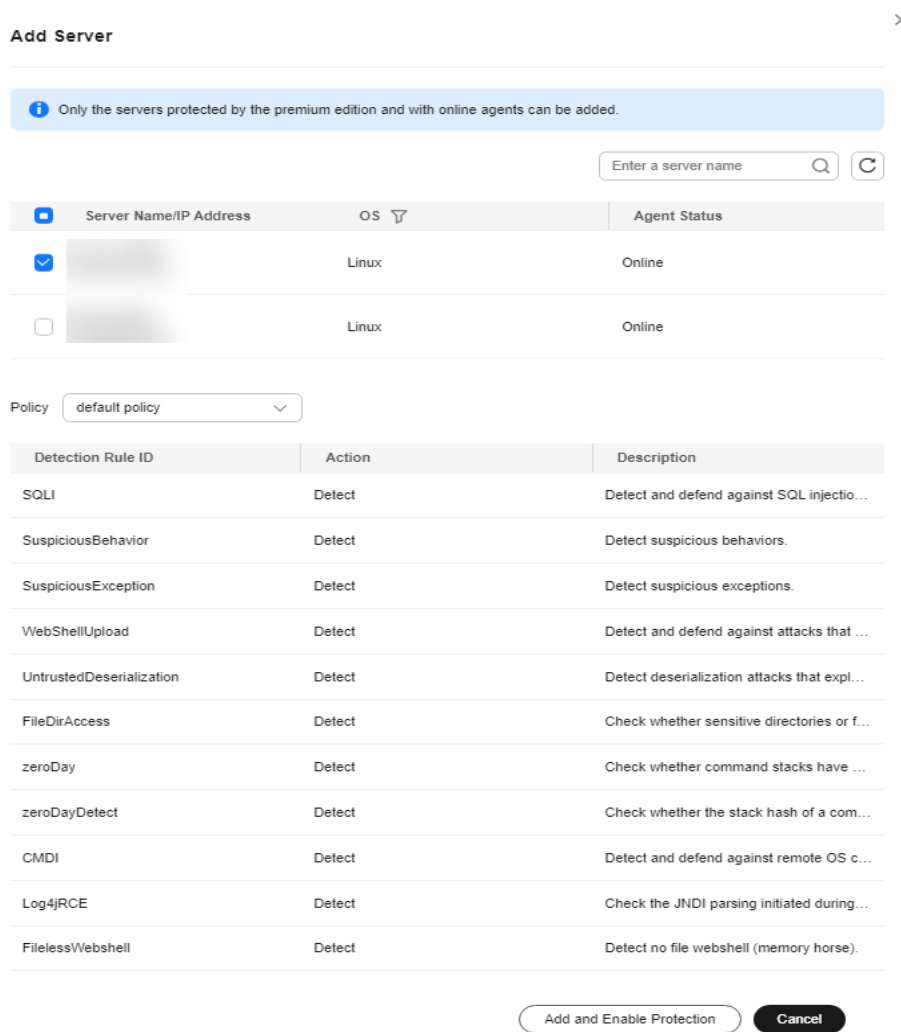 Add Server
Only the servers protected by the premium edition and with online agents can be added.
Enter a server name
Server Name/IP Address OS Agent Status
Linux Online
Linux Online
Policy default policy
Detection Rule ID Action Description
SQLI Detect Detect and defend against SQL injectio...
SuspiciousBehavior Detect Detect suspicious behaviors.
SuspiciousException Detect Detect suspicious exceptions.
WebShellUpload Detect Detect and defend against attacks that ...
UntrustedDeserialization Detect Detect deserialization attacks that expl...
FileDirAccess Detect Check whether sensitive directories or f...
zeroDay Detect Check whether command stacks have ...
zeroDayDetect Detect Check whether the stack hash of a com...
CMDI Detect Detect and defend against remote OS c...
Log4jRCE Detect Check the JNDI parsing initiated during...
FilelessWebshell Detect Detect no file webshell (memory horse).
Add and Enable Protection Cancel